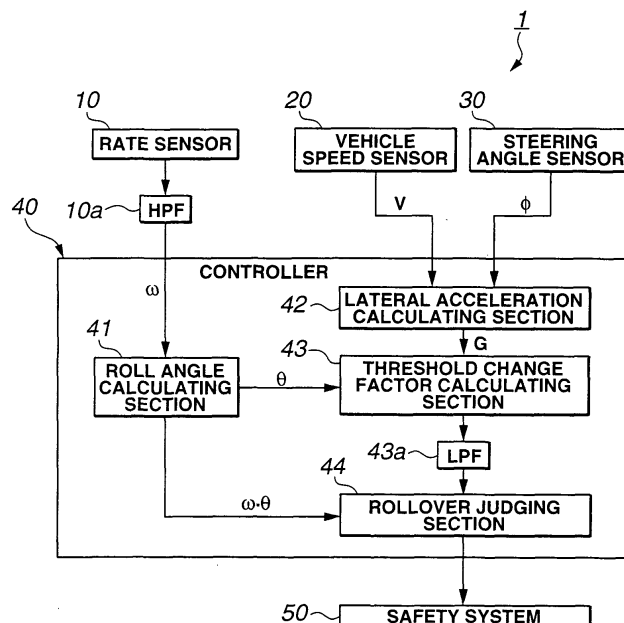 1
10
20
30
RATE SENSOR
VEHICLE
SPEED SENSOR
STEERING
ANGLE SENSOR
10a
HPF
V
ϕ
40
CONTROLLER
ω
42
LATERAL ACCELERATION
CALCULATING SECTION
G
41
43
ROLL ANGLE
CALCULATING
SECTION
θ
THRESHOLD CHANGE
FACTOR CALCULATING
SECTION
43a
LPF
44
ω·θ
ROLLOVER JUDGING
SECTION
50
SAFETY SYSTEM